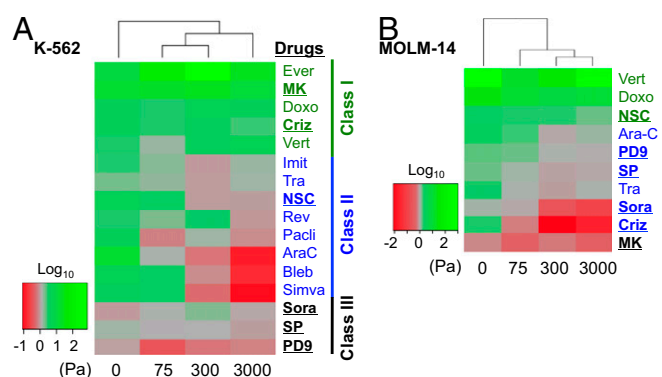 A
K-562
Drugs
Ever
MK
Doxo
Criz
Vert
Class I
Imit
Tra
NSC
Rev
Pacli
AraC
Bleb
Simva
Class II
Sora
SP
PD9
Class III
Log10
-1 0 1 2
(Pa) 0 75 300 3000
B
MOLM-14
Vert
Doxo
NSC
Ara-C
PD9
SP
Tra
Sora
Criz
MK
Log10
-2 0 2
(Pa) 0 75 300 3000